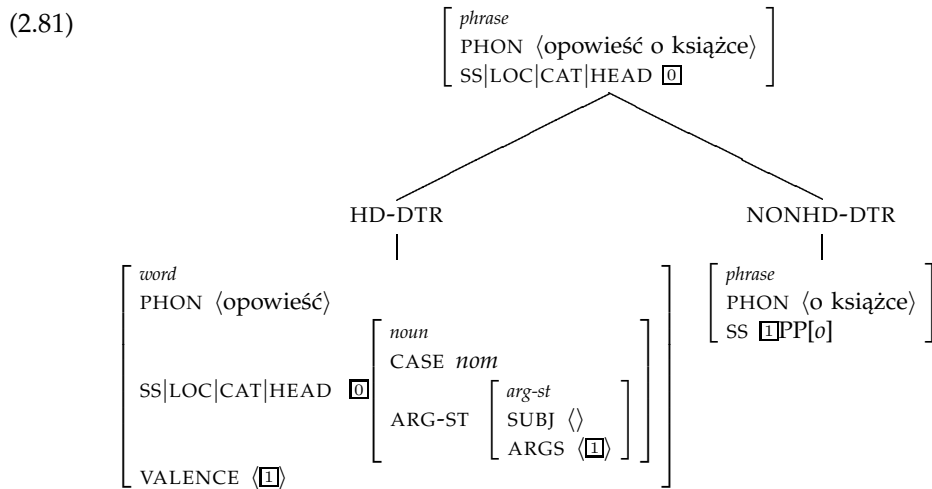 (2.81)
phrase
PHON ⟨opowieść o książce⟩
SS|LOC|CAT|HEAD 0
HD-DTR
NONHD-DTR
word
PHON ⟨opowieść⟩
SS|LOC|CAT|HEAD 0
noun
CASE nom
ARG-ST
arg-st
SUBJ ⟨⟩
ARGS ⟨1⟩
VALENCE ⟨1⟩
phrase
PHON ⟨o książce⟩
SS 1PP[o]